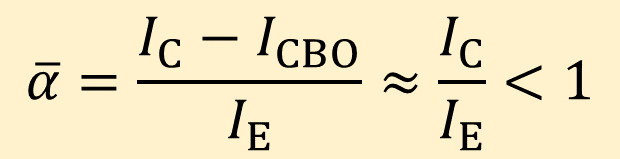 ᾱ = (I_C − I_CBO) / I_E ≈ I_C / I_E < 1